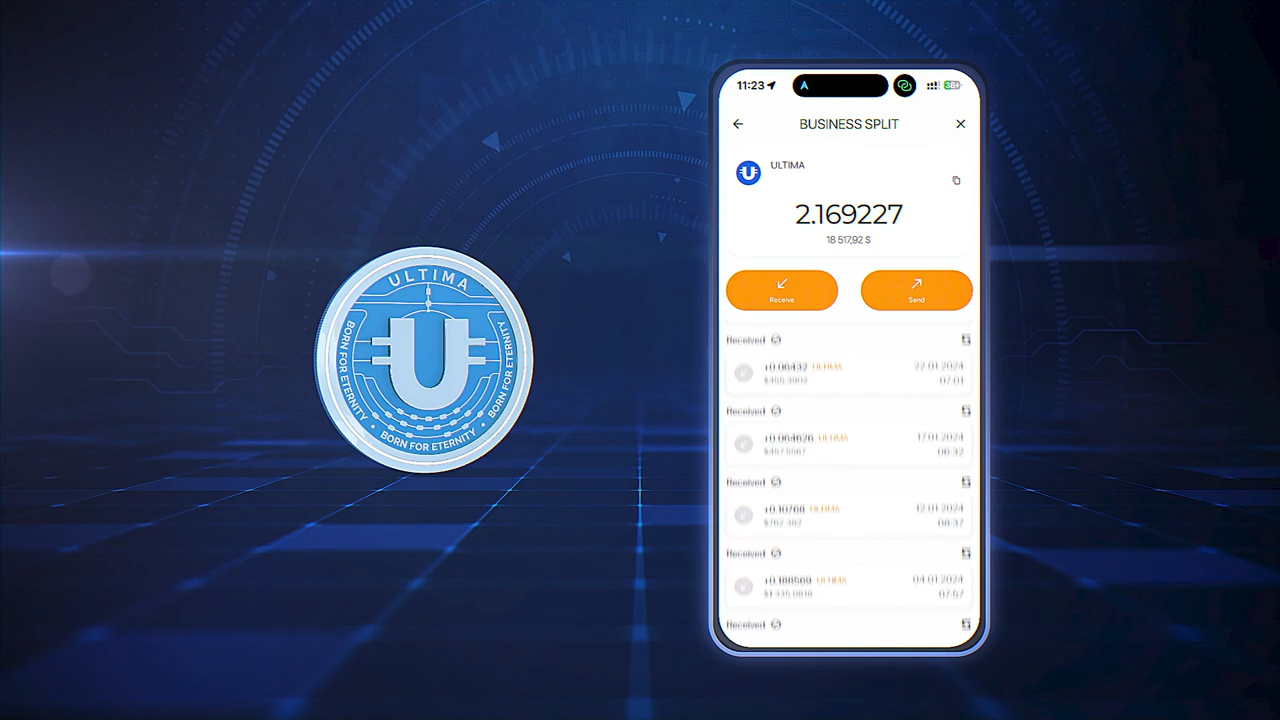 ULTIMA
BORN FOR ETERNITY • BORN FOR ETERNITY • BORN FOR ETERNITY
11:23
BUSINESS SPLIT
ULTIMA
2.169227
18 517,92 $
Receive
Send
Received
+0.06432 ULTIMA
22.01.2024
07:01
Received
+0.064626 ULTIMA
17.01.2024
06:32
Received
+0.10768 ULTIMA
12.01.2024
08:37
Received
+0.188569 ULTIMA
04.01.2024
07:57
Received